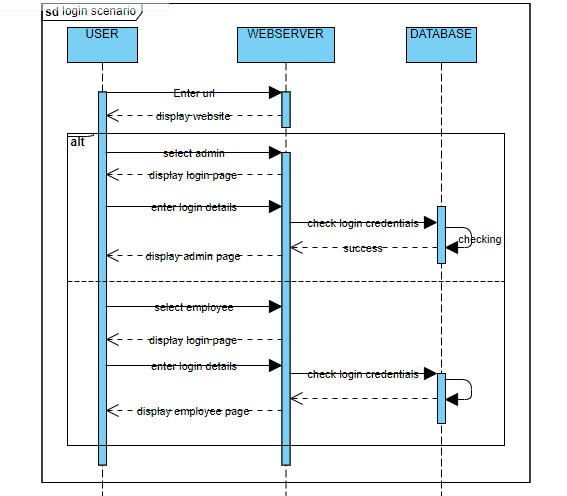 sd login scenario
USER
WEBSERVER
DATABASE
Enter url
display website
alt
select admin
display login page
enter login details
check login credentials
checking
success
display admin page
select employee
display login page
enter login details
check login credentials
display employee page